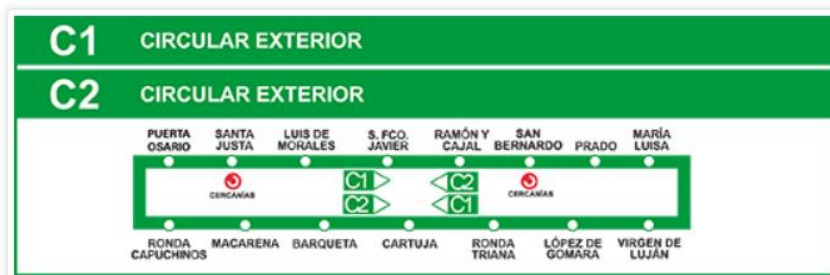 C1 CIRCULAR EXTERIOR
C2 CIRCULAR EXTERIOR
PUERTA OSARIO
SANTA JUSTA
LUIS DE MORALES
S. FCO. JAVIER
RAMÓN Y CAJAL
SAN BERNARDO
PRADO
MARÍA LUISA
CERCANÍAS
C1
C2
C2
C1
CERCANÍAS
RONDA CAPUCHINOS
MACARENA
BARQUETA
CARTUJA
RONDA TRIANA
LÓPEZ DE GOMARA
VIRGEN DE LUJÁN